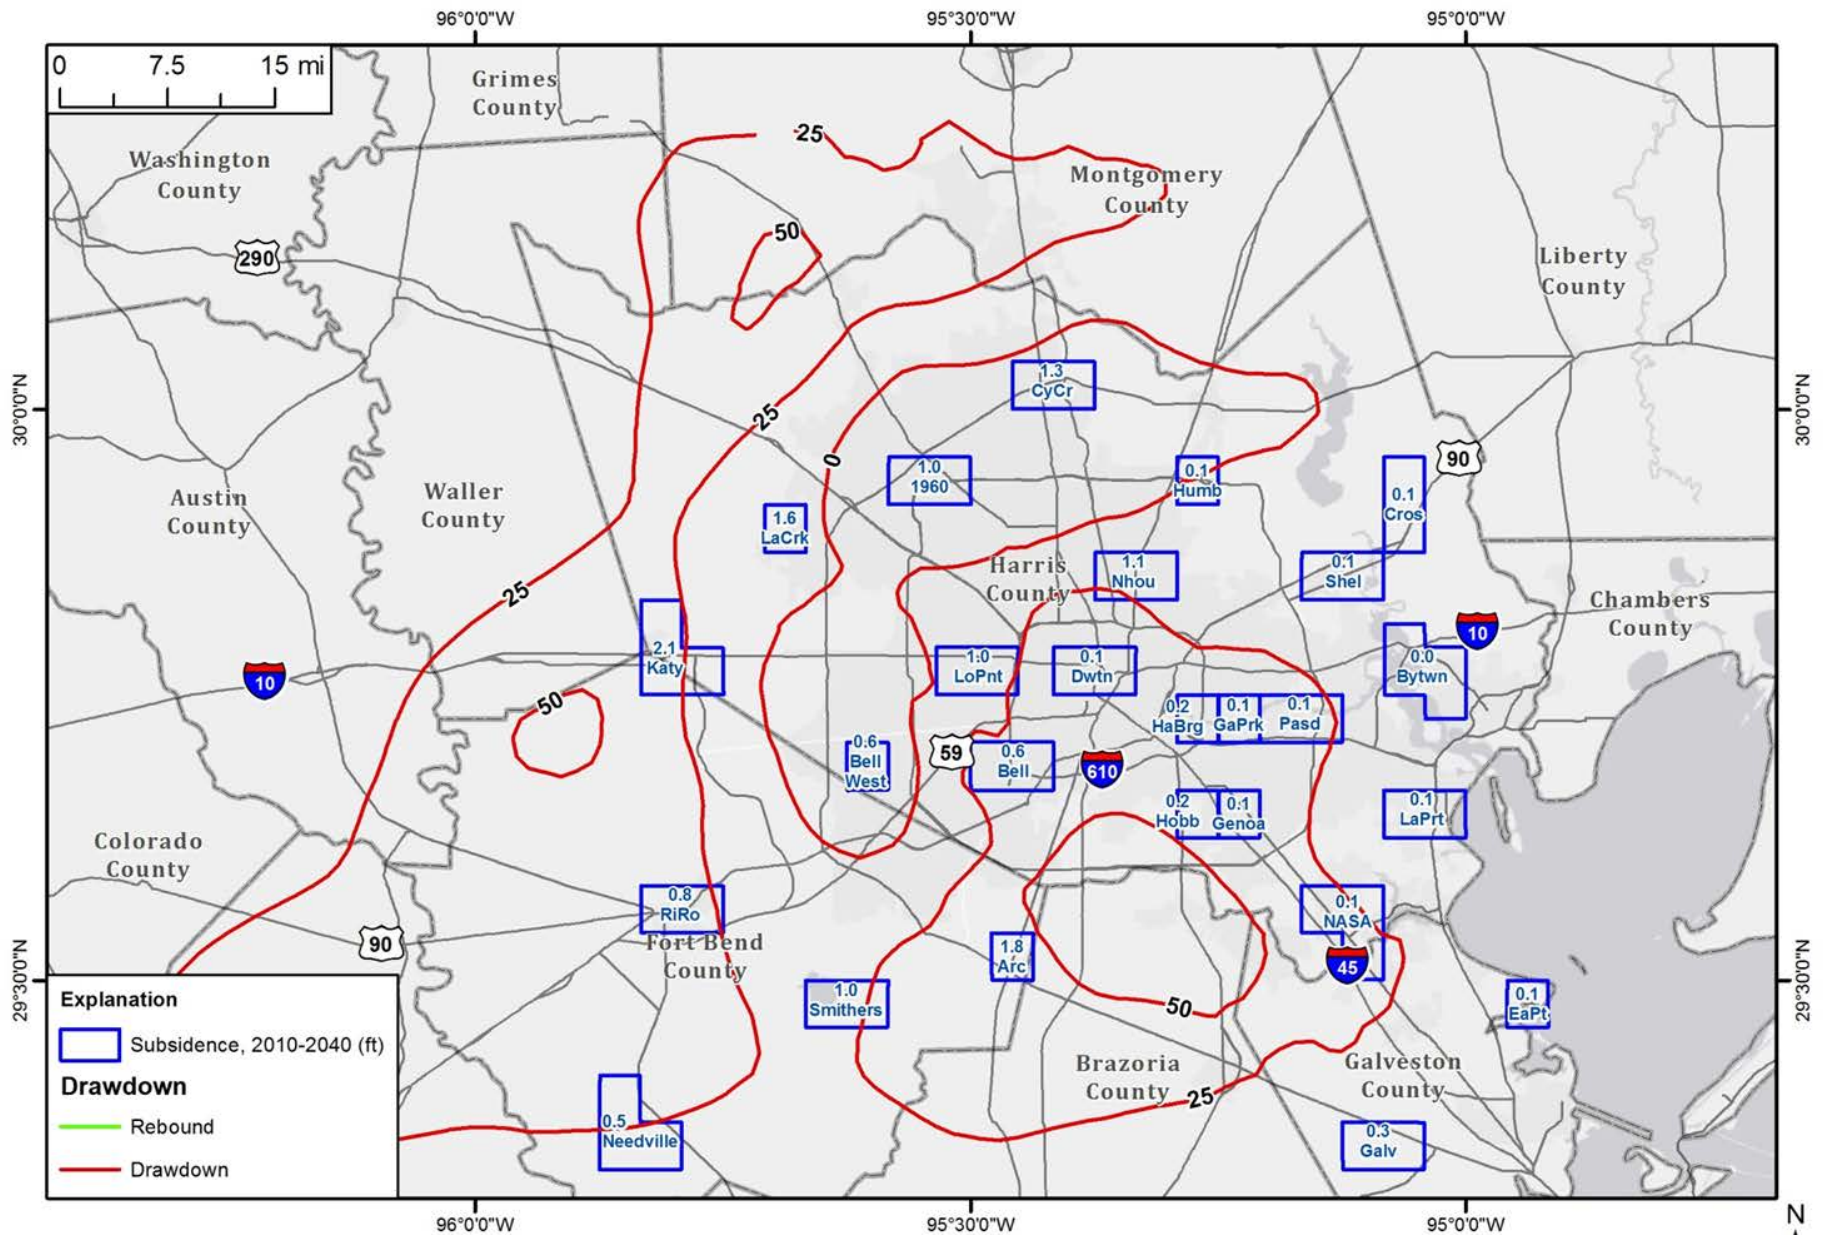 96°0'0"W
95°30'0"W
95°0'0"W
0 7.5 15 mi
Grimes
County
25
Washington
County
Montgomery
County
50
290
Liberty
County
30°0'0"N
30°0'0"N
1.3
CyCr
25
0
90
1.0
1960
0.1
Humb
Austin
County
Waller
County
1.6
LaCrk
0.1
Cros
Harris
County
1.1
Nhou
0.1
Shel
25
Chambers
County
10
10
2.1
Katy
1.0
LoPnt
0.1
Dwtn
0.0
Bytwn
50
0.2
HaBrg
0.1
GaPrk
0.1
Pasd
0.6
Bell
West
59
0.6
Bell
610
0.2
Hobb
0.1
Genoa
0.1
LaPrt
Colorado
County
0.8
RiRo
0.1
NASA
90
Fort Bend
County
1.8
Arc
45
29°30'0"N
29°30'0"N
1.0
Smithers
50
0.1
EaPt
Brazoria
County
Galveston
County
25
0.5
Needville
0.3
Galv
Explanation
Subsidence, 2010-2040 (ft)
Drawdown
Rebound
Drawdown
96°0'0"W
95°30'0"W
95°0'0"W
N